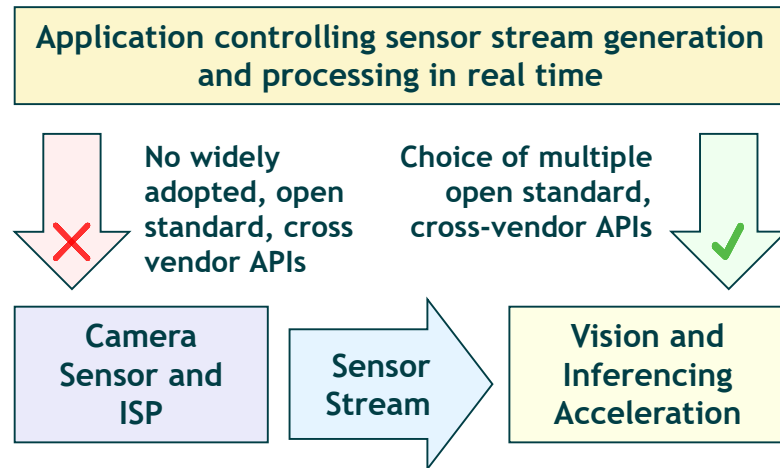 Application controlling sensor stream generation
and processing in real time
No widely
adopted, open
standard, cross
vendor APIs
Choice of multiple
open standard,
cross-vendor APIs
Camera
Sensor and
ISP
Sensor
Stream
Vision and
Inferencing
Acceleration